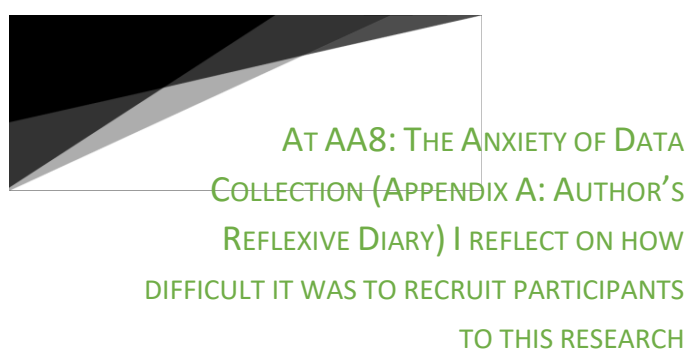 AT AA8: THE ANXIETY OF DATA
COLLECTION (APPENDIX A: AUTHOR'S
REFLEXIVE DIARY) I REFLECT ON HOW
DIFFICULT IT WAS TO RECRUIT PARTICIPANTS
TO THIS RESEARCH